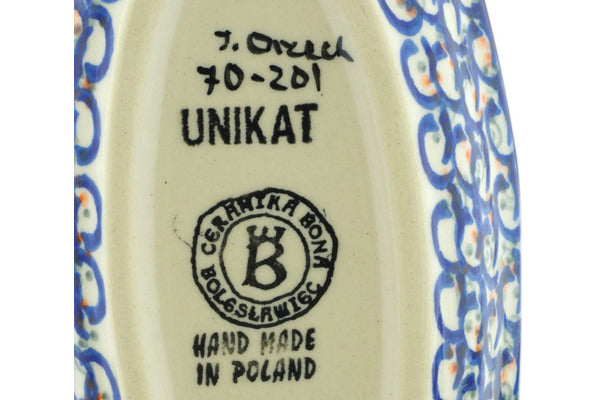 J. Orzech
70-201
UNIKAT
CERAMIKA BONA
B
BOLESŁAWIEC
HAND MADE
IN POLAND